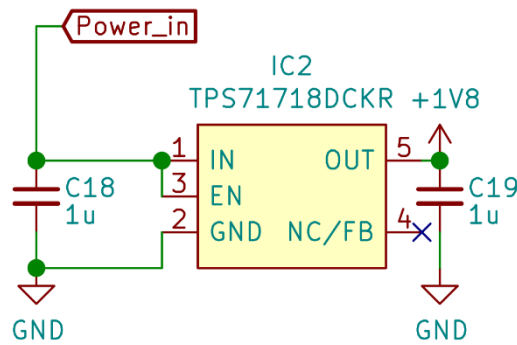 Power_in
IC2
TPS71718DCKR
+1V8
1
IN
OUT
5
C18
1u
3
EN
C19
1u
2
GND
NC/FB
4
GND
GND